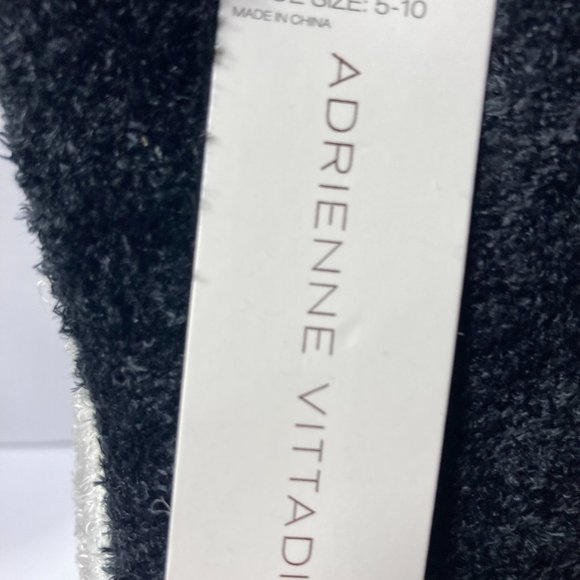 SIZE: 5-10
MADE IN CHINA
ADRIENNE VITTADI